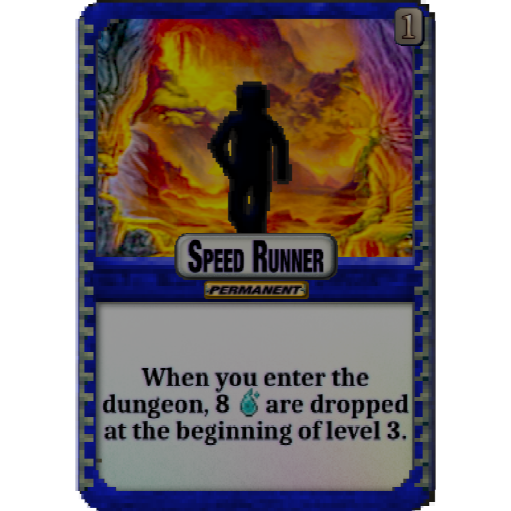 1
SPEED RUNNER
PERMANENT
When you enter the
dungeon, 8 are dropped
at the beginning of level 3.